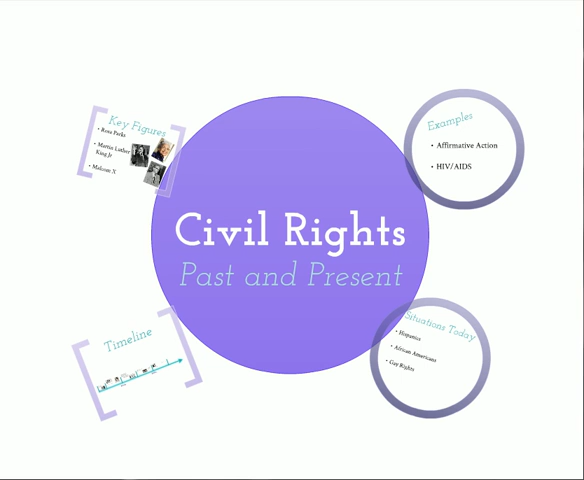 Civil Rights
Past and Present
Key Figures
• Rosa Parks
• Martin Luther
King Jr
• Malcom X
Examples
• Affirmative Action
• HIV/AIDS
Timeline
Situations Today
• Hispanics
• African Americans
• Gay Rights